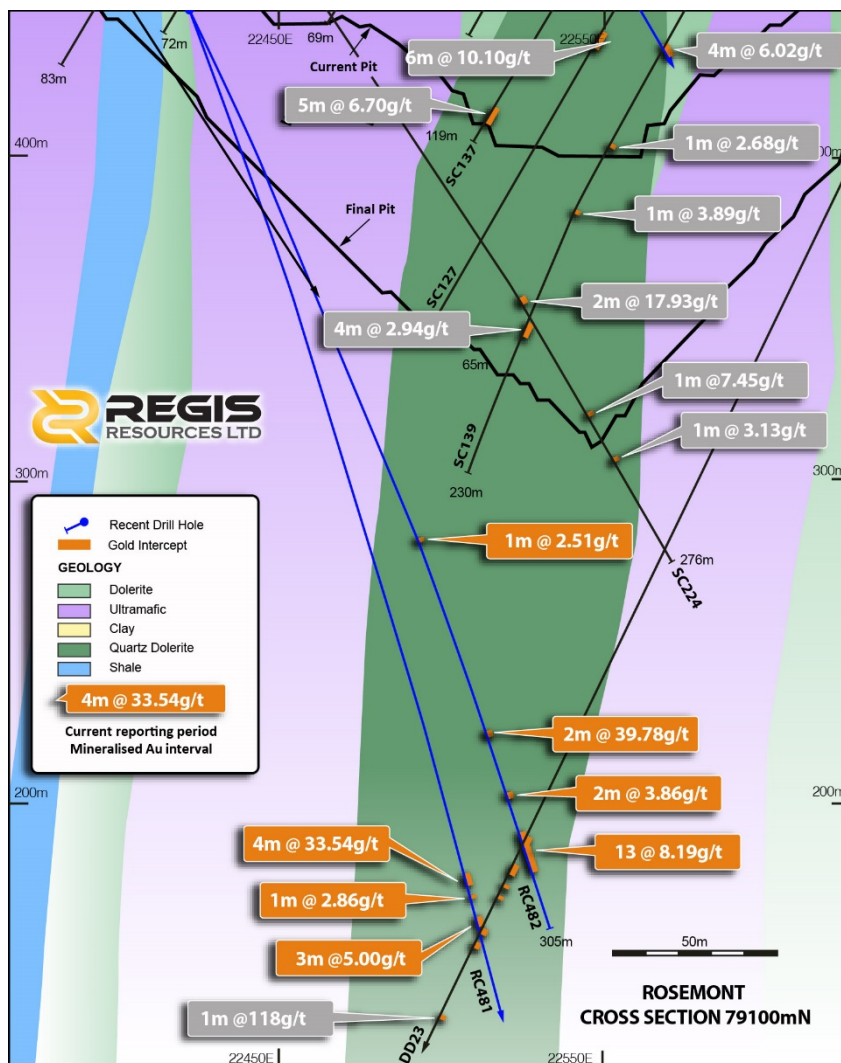 22450E
69m
22550E
72m
83m
Current Pit
6m @ 10.10g/t
4m @ 6.02g/t
5m @ 6.70g/t
119m
1m @ 2.68g/t
400m
SC137
1m @ 3.89g/t
Final Pit
SC127
2m @ 17.93g/t
4m @ 2.94g/t
65m
1m @7.45g/t
REGIS
RESOURCES LTD
1m @ 3.13g/t
SC139
300m
300m
230m
Recent Drill Hole
Gold Intercept
GEOLOGY
Dolerite
Ultramafic
Clay
Quartz Dolerite
Shale
4m @ 33.54g/t
Current reporting period
Mineralised Au interval
1m @ 2.51g/t
276m
SC224
2m @ 39.78g/t
2m @ 3.86g/t
200m
200m
4m @ 33.54g/t
13 @ 8.19g/t
1m @ 2.86g/t
RC482
3m @5.00g/t
305m
50m
RC481
ROSEMONT
CROSS SECTION 79100mN
1m @118g/t
DD23
22450E
22550E